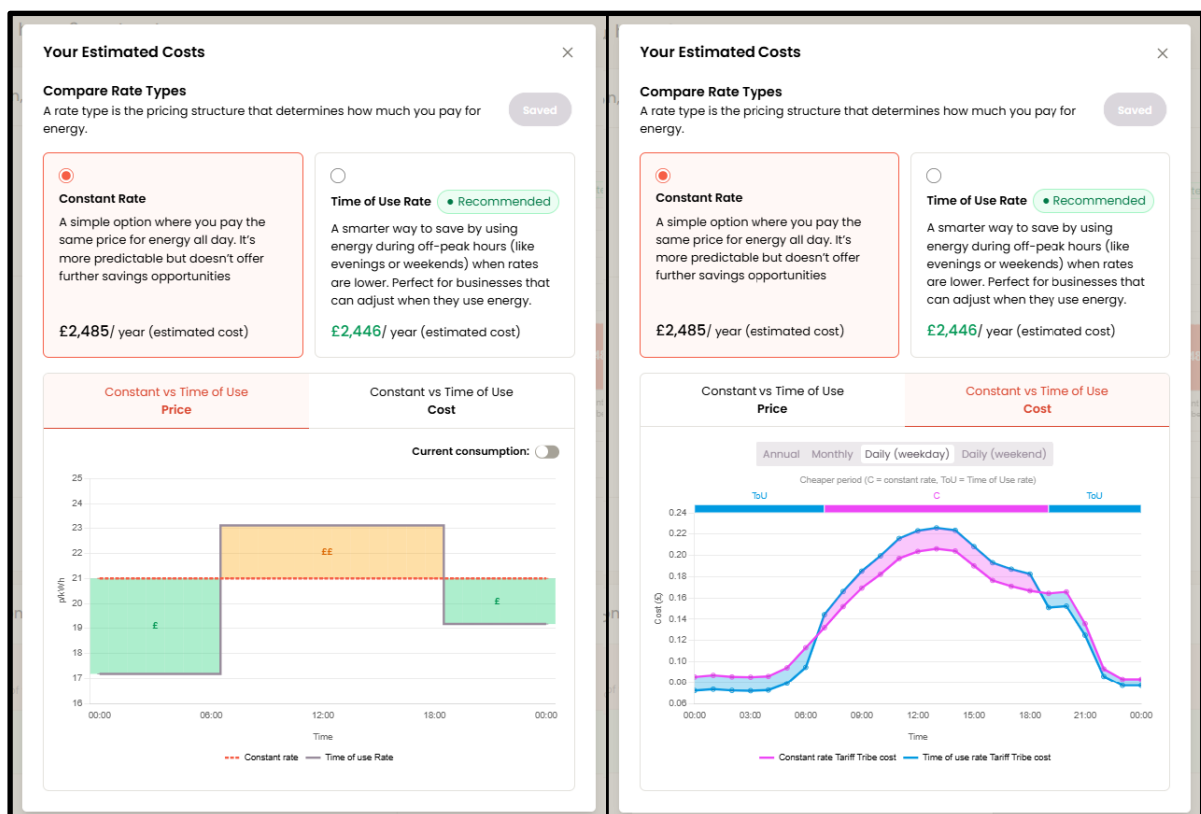 Your Estimated Costs
Compare Rate Types
A rate type is the pricing structure that determines how much you pay for
energy.
Saved
Constant Rate
A simple option where you pay the
same price for energy all day. It's
more predictable but doesn't offer
further savings opportunities
£2,485/ year (estimated cost)
Time of Use Rate • Recommended
A smarter way to save by using
energy during off-peak hours (like
evenings or weekends) when rates
are lower. Perfect for businesses that
can adjust when they use energy.
£2,446/ year (estimated cost)
Constant vs Time of Use
Price
Constant vs Time of Use
Cost
Current consumption:
25
24
23
22
21
20
19
18
17
16
p/kWh
£
££
£
00:00 06:00 12:00 18:00 00:00
Time
Constant rate Time of use Rate
Your Estimated Costs
Compare Rate Types
A rate type is the pricing structure that determines how much you pay for
energy.
Saved
Constant Rate
A simple option where you pay the
same price for energy all day. It's
more predictable but doesn't offer
further savings opportunities
£2,485/ year (estimated cost)
Time of Use Rate • Recommended
A smarter way to save by using
energy during off-peak hours (like
evenings or weekends) when rates
are lower. Perfect for businesses that
can adjust when they use energy.
£2,446/ year (estimated cost)
Constant vs Time of Use
Price
Constant vs Time of Use
Cost
Annual Monthly Daily (weekday) Daily (weekend)
Cheaper period (C = constant rate, ToU = Time of Use rate)
ToU C ToU
0.24
0.22
0.20
0.18
0.16
0.14
0.12
0.10
0.08
0.06
Cost (£)
00:00 03:00 06:00 09:00 12:00 15:00 18:00 21:00 00:00
Time
Constant rate Tariff Tribe cost Time of use rate Tariff Tribe cost